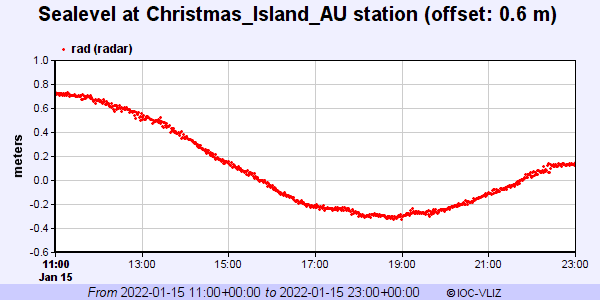 Sealevel at Christmas_Island_AU station (offset: 0.6 m)
rad (radar)
meters
1.0
0.8
0.6
0.4
0.2
0.0
-0.2
-0.4
-0.6
11:00 13:00 15:00 17:00 19:00 21:00 23:00
Jan 15
From 2022-01-15 11:00+00:00 to 2022-01-15 23:00+00:00 © IOC-VLIZ